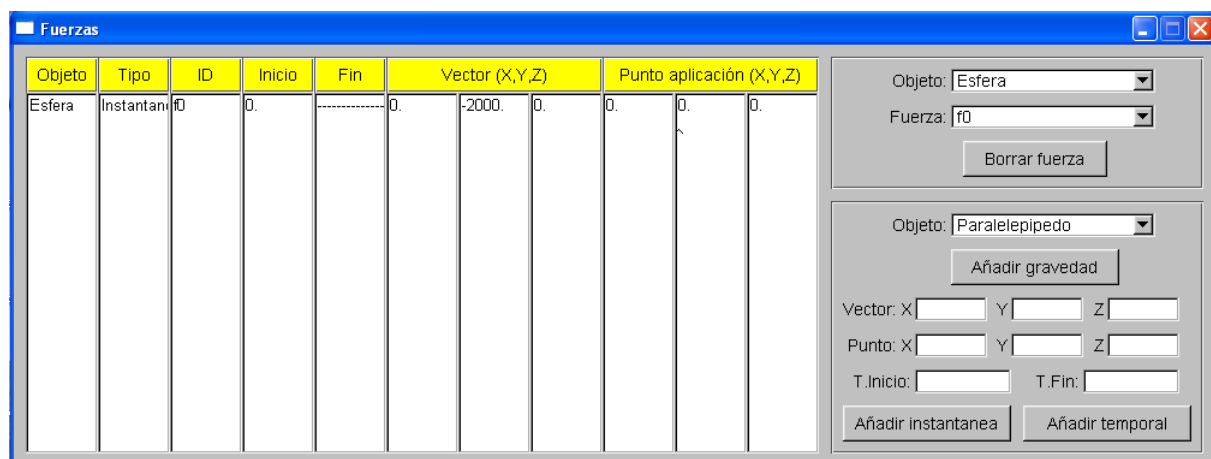 Fuerzas
Objeto Tipo ID Inicio Fin Vector (X,Y,Z) Punto aplicación (X,Y,Z)
Esfera Instantan f0 0. -------------- 0. -2000. 0. 0. 0. 0.
Objeto: Esfera
Fuerza: f0
Borrar fuerza
Objeto: Paralelepipedo
Añadir gravedad
Vector: X Y Z
Punto: X Y Z
T.Inicio: T.Fin:
Añadir instantanea Añadir temporal